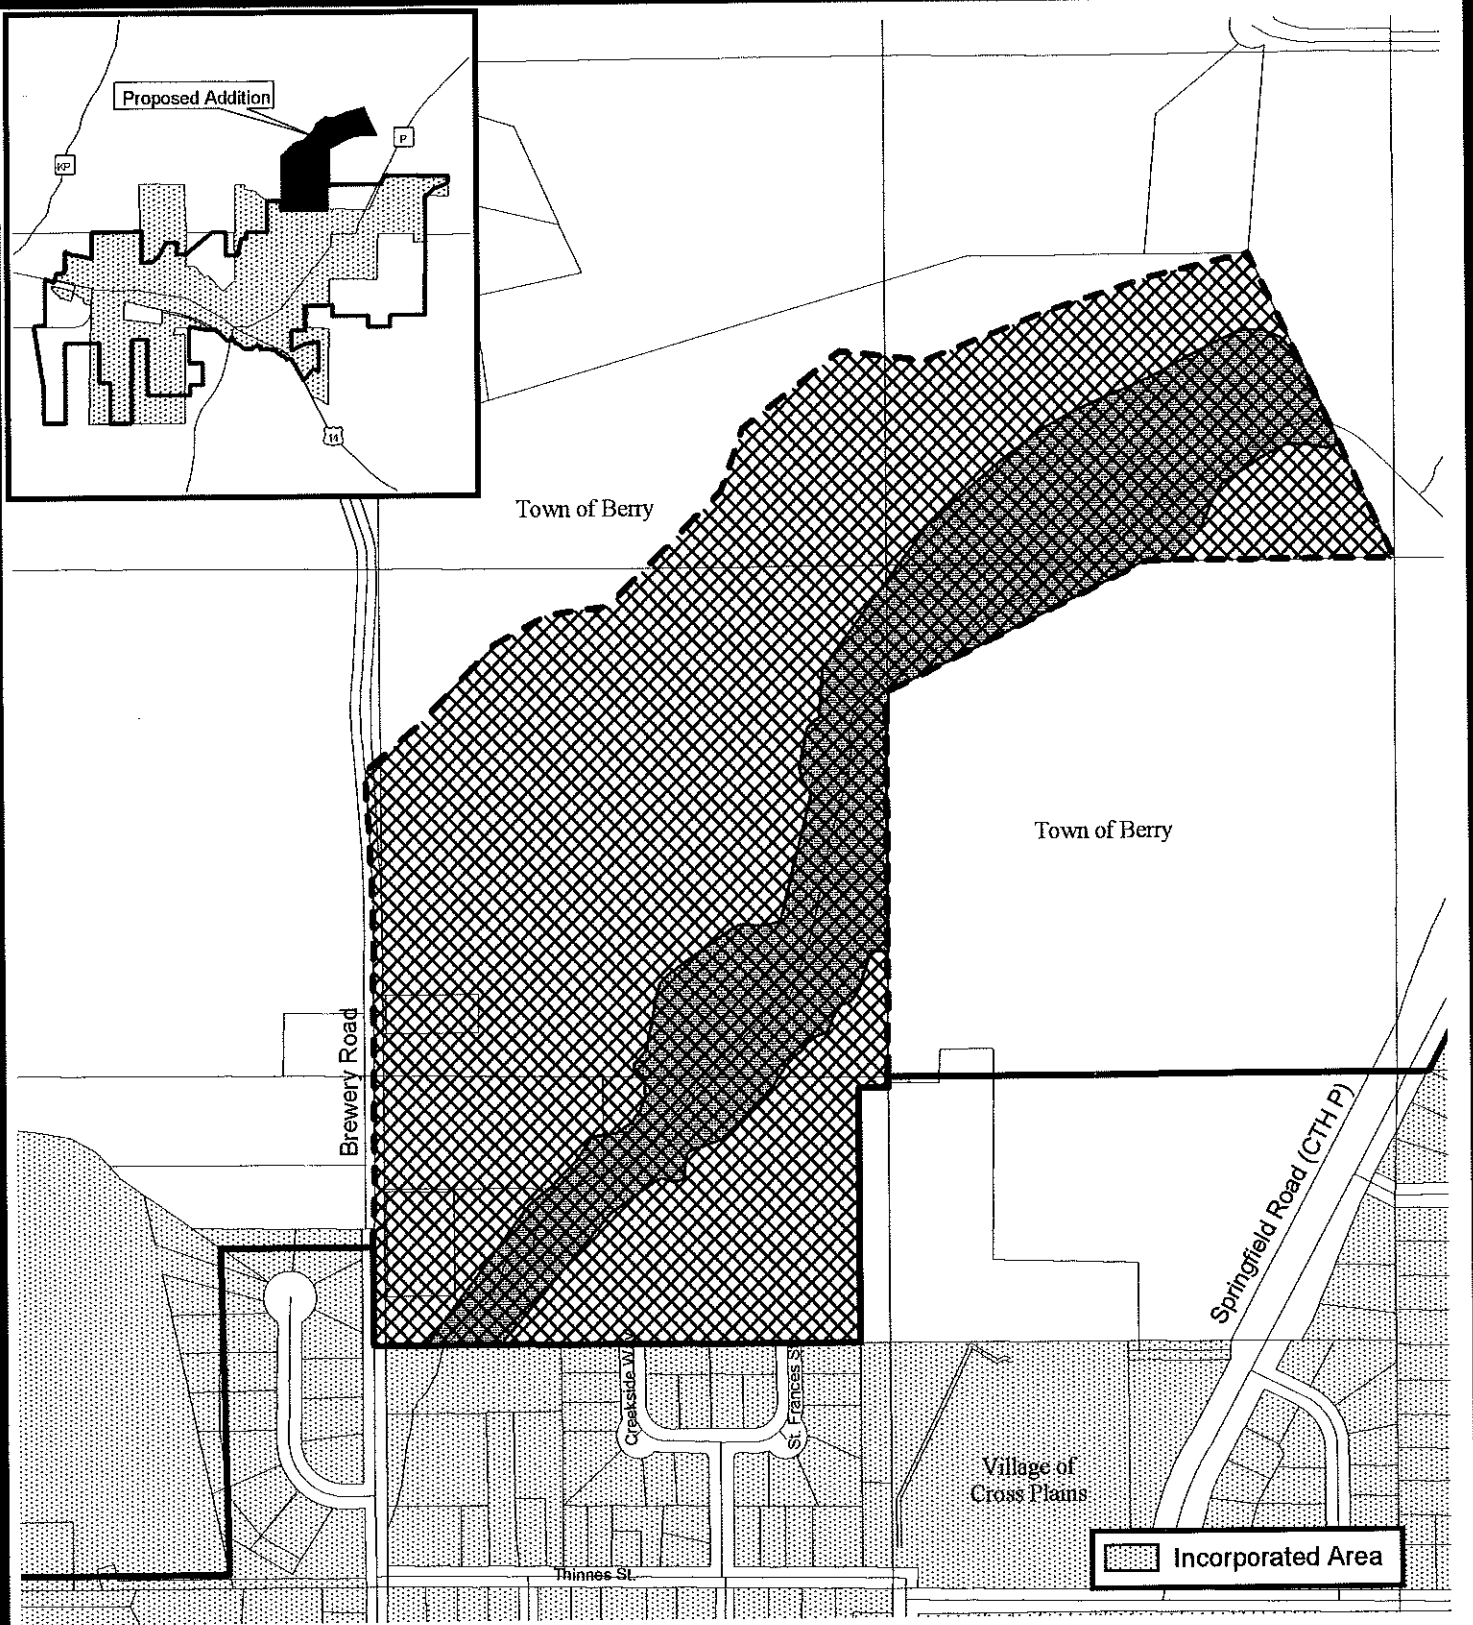 Proposed Addition
P
KP
14
Town of Berry
Town of Berry
Brewery Road
Springfield Road (CTH P)
Creekside Way
St. Frances St.
Village of
Cross Plains
Incorporated Area
Thinnes St.